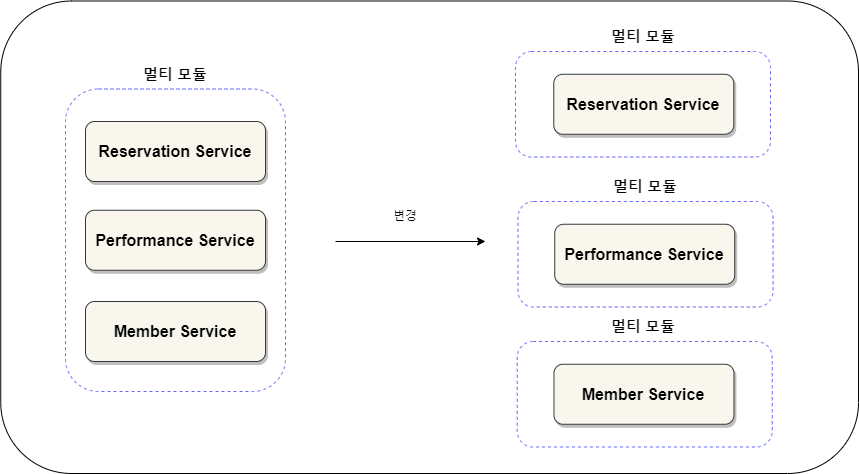 멀티 모듈
Reservation Service
Performance Service
Member Service
변경
멀티 모듈
Reservation Service
멀티 모듈
Performance Service
멀티 모듈
Member Service